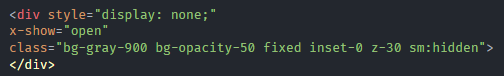 <div style="display: none;"
x-show="open"
class="bg-gray-900 bg-opacity-50 fixed inset-0 z-30 sm:hidden">
</div>